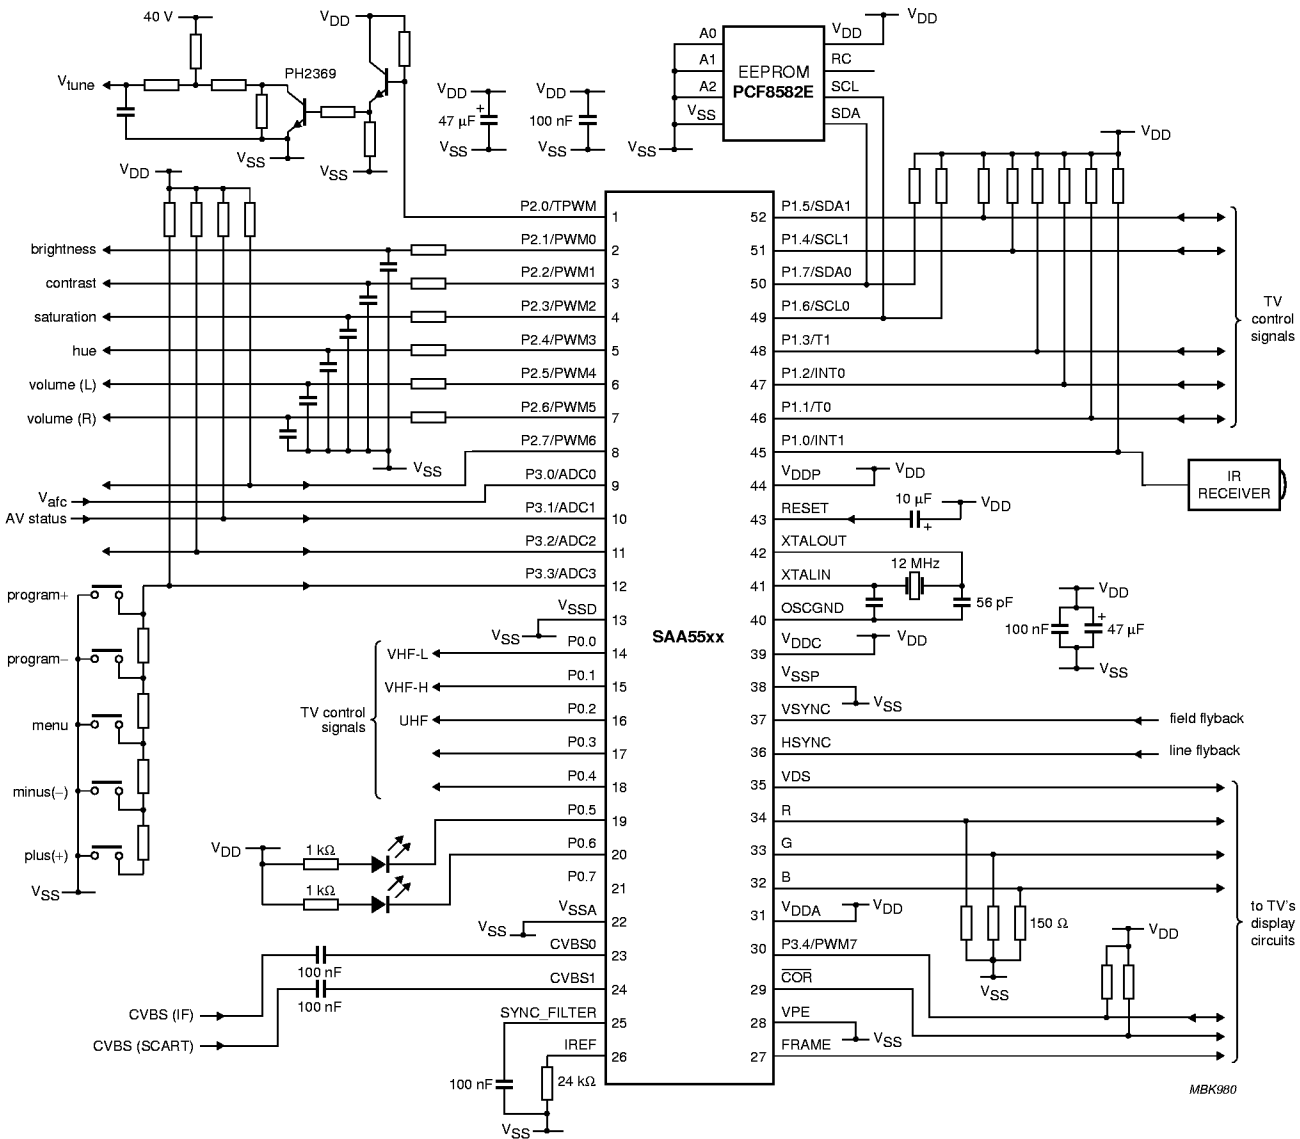 40 V
VDD
Vtune
PH2369
VSS
VSS
VDD
47 µF
+
VSS
VDD
100 nF
VSS
A0
A1
A2
VSS
VSS
EEPROM
PCF8582E
VDD
RC
SCL
SDA
VDD
VDD
VDD
brightness
contrast
saturation
hue
volume (L)
volume (R)
VSS
Vafc
AV status
program+
program−
menu
minus(−)
plus(+)
VSS
P2.0/TPWM 1
P2.1/PWM0 2
P2.2/PWM1 3
P2.3/PWM2 4
P2.4/PWM3 5
P2.5/PWM4 6
P2.6/PWM5 7
P2.7/PWM6 8
P3.0/ADC0 9
P3.1/ADC1 10
P3.2/ADC2 11
P3.3/ADC3 12
VSSD 13
VSS
VHF-L P0.0 14
VHF-H P0.1 15
UHF P0.2 16
P0.3 17
P0.4 18
TV control
signals
P0.5 19
P0.6 20
P0.7 21
VDD
1 kΩ
1 kΩ
VSSA 22
VSS
CVBS0 23
100 nF
CVBS1 24
100 nF
CVBS (IF)
CVBS (SCART)
SYNC_FILTER 25
IREF 26
100 nF
24 kΩ
VSS
SAA55xx
52 P1.5/SDA1
51 P1.4/SCL1
50 P1.7/SDA0
49 P1.6/SCL0
48 P1.3/T1
47 P1.2/INT0
46 P1.1/T0
45 P1.0/INT1
TV
control
signals
IR
RECEIVER
44 VDDP
VDD
43 RESET
10 µF
+
VDD
42 XTALOUT
41 XTALIN
12 MHz
40 OSCGND
56 pF
39 VDDC
VDD
VDD
100 nF
+
47 µF
VSS
38 VSSP
VSS
37 VSYNC
field flyback
36 HSYNC
line flyback
35 VDS
34 R
33 G
32 B
150 Ω
VSS
31 VDDA
VDD
30 P3.4/PWM7
VDD
29 COR
28 VPE
VSS
27 FRAME
to TV's
display
circuits
MBK980